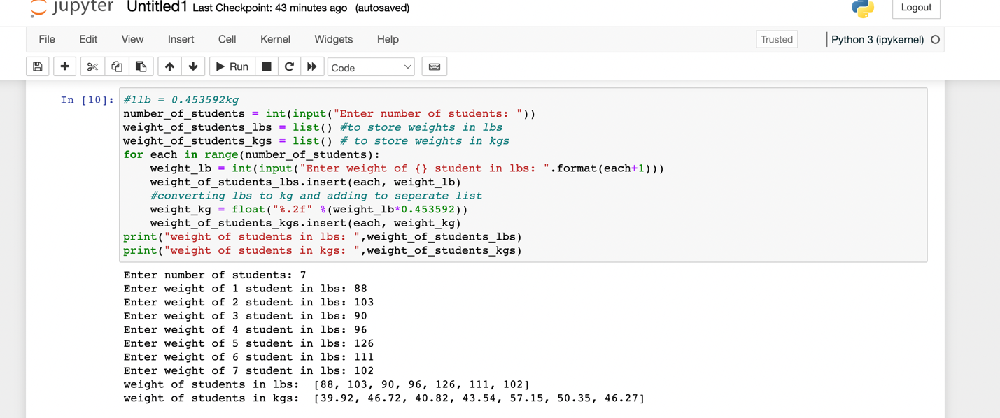 jupyter Untitled1 Last Checkpoint: 43 minutes ago (autosaved)
Logout
File Edit View Insert Cell Kernel Widgets Help
Trusted
Python 3 (ipykernel)
Run
Code
In [10]:
#1lb = 0.453592kg
number_of_students = int(input("Enter number of students: "))
weight_of_students_lbs = list() #to store weights in lbs
weight_of_students_kgs = list() # to store weights in kgs
for each in range(number_of_students):
    weight_lb = int(input("Enter weight of {} student in lbs: ".format(each+1)))
    weight_of_students_lbs.insert(each, weight_lb)
    #converting lbs to kg and adding to seperate list
    weight_kg = float("%.2f" %(weight_lb*0.453592))
    weight_of_students_kgs.insert(each, weight_kg)
print("weight of students in lbs: ",weight_of_students_lbs)
print("weight of students in kgs: ",weight_of_students_kgs)
Enter number of students: 7
Enter weight of 1 student in lbs: 88
Enter weight of 2 student in lbs: 103
Enter weight of 3 student in lbs: 90
Enter weight of 4 student in lbs: 96
Enter weight of 5 student in lbs: 126
Enter weight of 6 student in lbs: 111
Enter weight of 7 student in lbs: 102
weight of students in lbs:  [88, 103, 90, 96, 126, 111, 102]
weight of students in kgs:  [39.92, 46.72, 40.82, 43.54, 57.15, 50.35, 46.27]